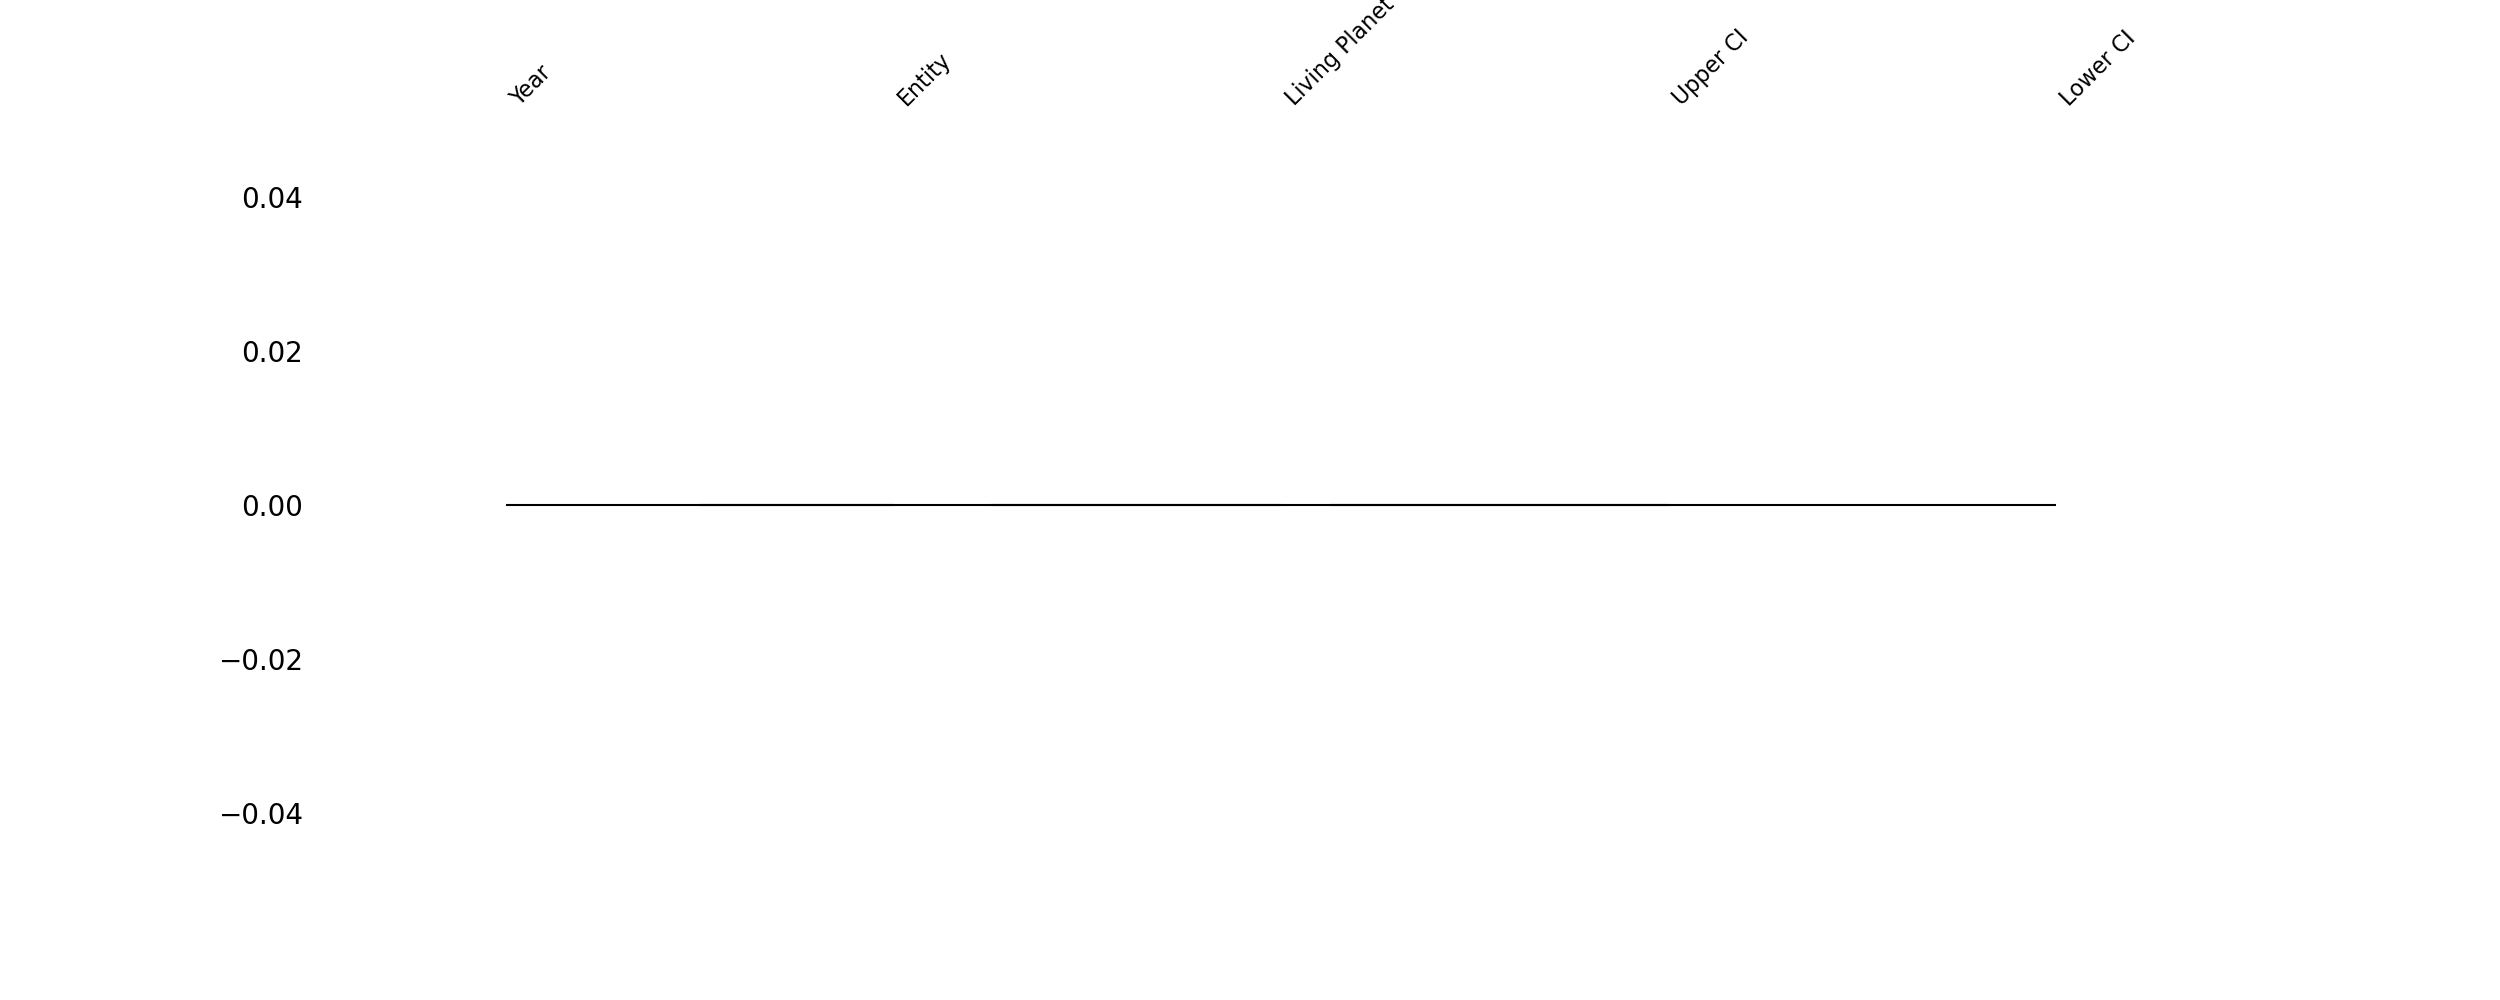 Year
Entity
Living Planet
Upper CI
Lower CI
0.04
0.02
0.00
−0.02
−0.04